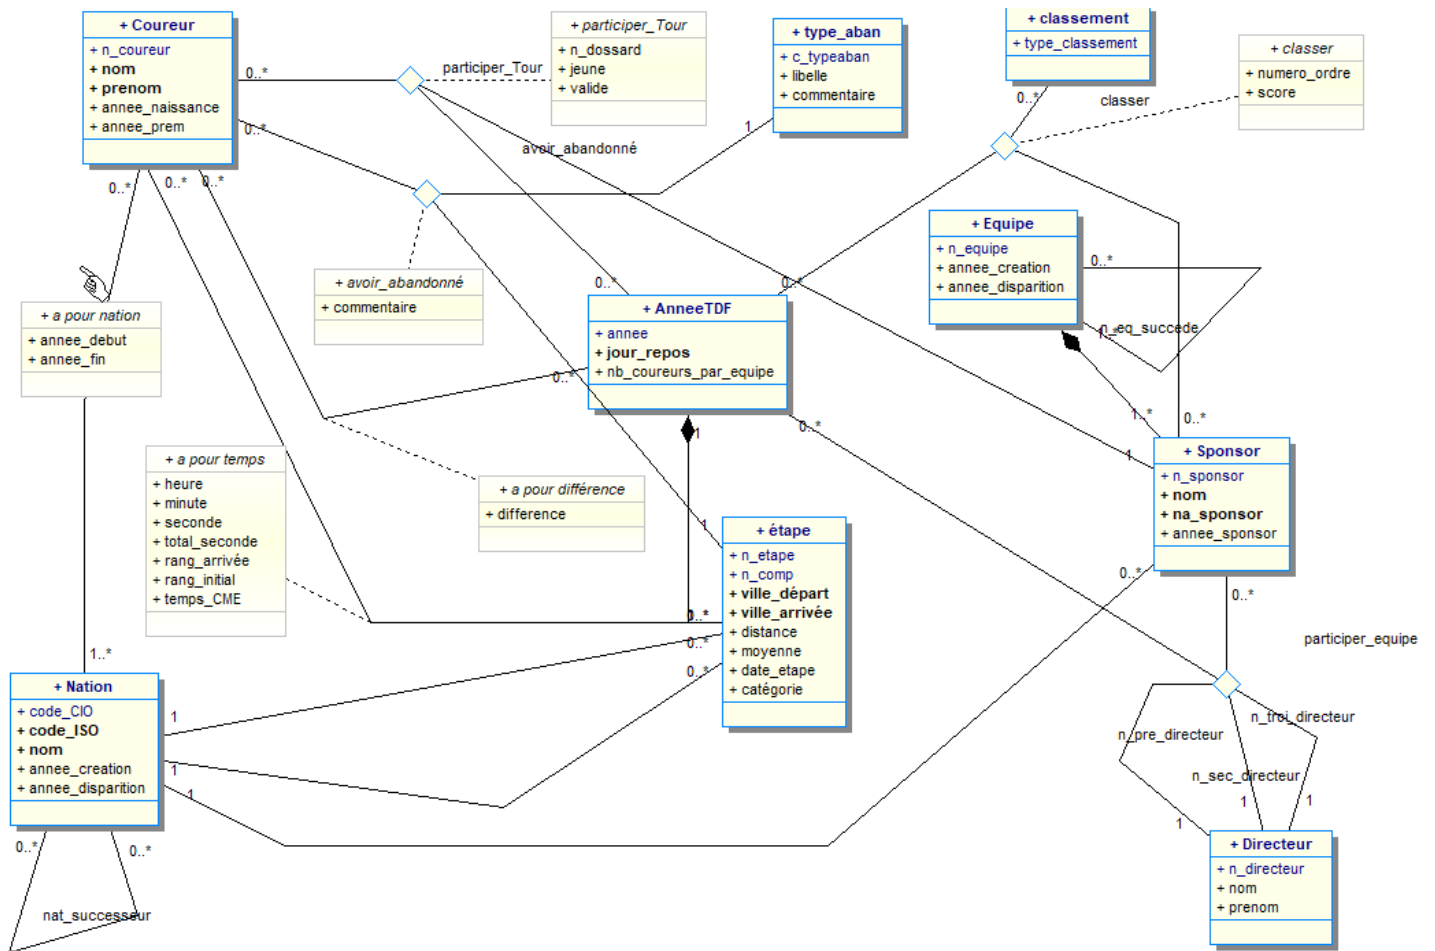 + Coureur
+ n_coureur
+ nom
+ prenom
+ annee_naissance
+ annee_prem
0..*
0..*
0..*
0..*
0..*
participer_Tour
+ participer_Tour
+ n_dossard
+ jeune
+ valide
+ type_aban
+ c_typeaban
+ libelle
+ commentaire
1
avoir_abandonné
+ classement
+ type_classement
0..*
classer
+ classer
+ numero_ordre
+ score
+ avoir_abandonné
+ commentaire
+ a pour nation
+ annee_debut
+ annee_fin
+ Equipe
+ n_equipe
+ annee_creation
+ annee_disparition
0..*
n_eq_succede
1..*
0..*
0..*
0..*
+ AnneeTDF
+ annee
+ jour_repos
+ nb_coureurs_par_equipe
0..*
1
0..*
1
+ Sponsor
+ n_sponsor
+ nom
+ na_sponsor
+ annee_sponsor
0..*
0..*
+ a pour temps
+ heure
+ minute
+ seconde
+ total_seconde
+ rang_arrivée
+ rang_initial
+ temps_CME
+ a pour différence
+ difference
1
+ étape
+ n_etape
+ n_comp
+ ville_départ
+ ville_arrivée
+ distance
+ moyenne
+ date_etape
+ catégorie
0..*
0..*
0..*
1..*
+ Nation
+ code_CIO
+ code_ISO
+ nom
+ annee_creation
+ annee_disparition
1
1
1
0..*
0..*
nat_successeur
participer_equipe
n_troi_directeur
n_pre_directeur
n_sec_directeur
1
1
1
+ Directeur
+ n_directeur
+ nom
+ prenom